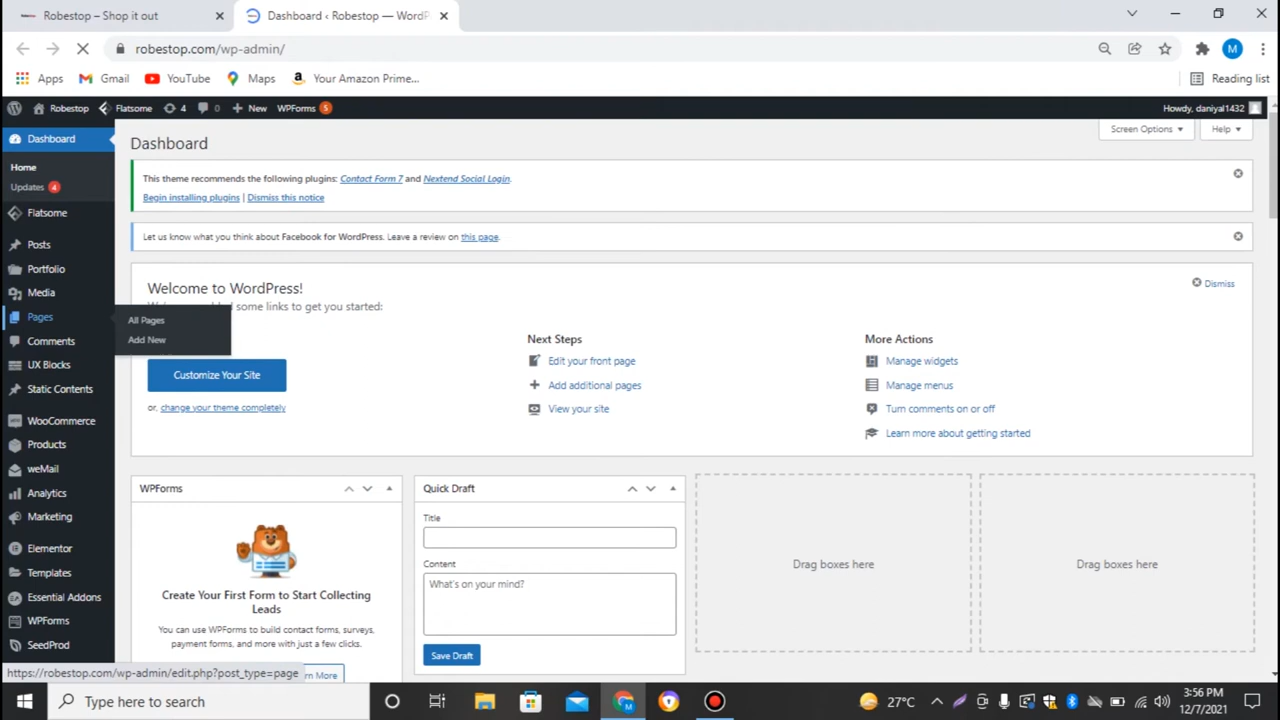 Robestop – Shop it out
Dashboard ‹ Robestop — WordP
robestop.com/wp-admin/
M
Apps
Gmail
YouTube
Maps
Your Amazon Prime...
Reading list
Robestop
Flatsome
4
0
New
WPForms 5
Howdy, daniyal1432
Dashboard
Home
Updates 4
Flatsome
Posts
Portfolio
Media
Pages
All Pages
Add New
Comments
UX Blocks
Static Contents
WooCommerce
Products
weMail
Analytics
Marketing
Elementor
Templates
Essential Addons
WPForms
SeedProd
Dashboard
Screen Options
Help
This theme recommends the following plugins: Contact Form 7 and Nextend Social Login.
Begin installing plugins | Dismiss this notice
Let us know what you think about Facebook for WordPress. Leave a review on this page.
Welcome to WordPress!
Dismiss
some links to get you started:
Customize Your Site
or, change your theme completely
Next Steps
Edit your front page
Add additional pages
View your site
More Actions
Manage widgets
Manage menus
Turn comments on or off
Learn more about getting started
WPForms
Create Your First Form to Start Collecting
Leads
You can use WPForms to build contact forms, surveys,
payment forms, and more with just a few clicks.
More
Quick Draft
Title
Content
What's on your mind?
Save Draft
Drag boxes here
Drag boxes here
https://robestop.com/wp-admin/edit.php?post_type=page
Type here to search
27°C
3:56 PM
12/7/2021